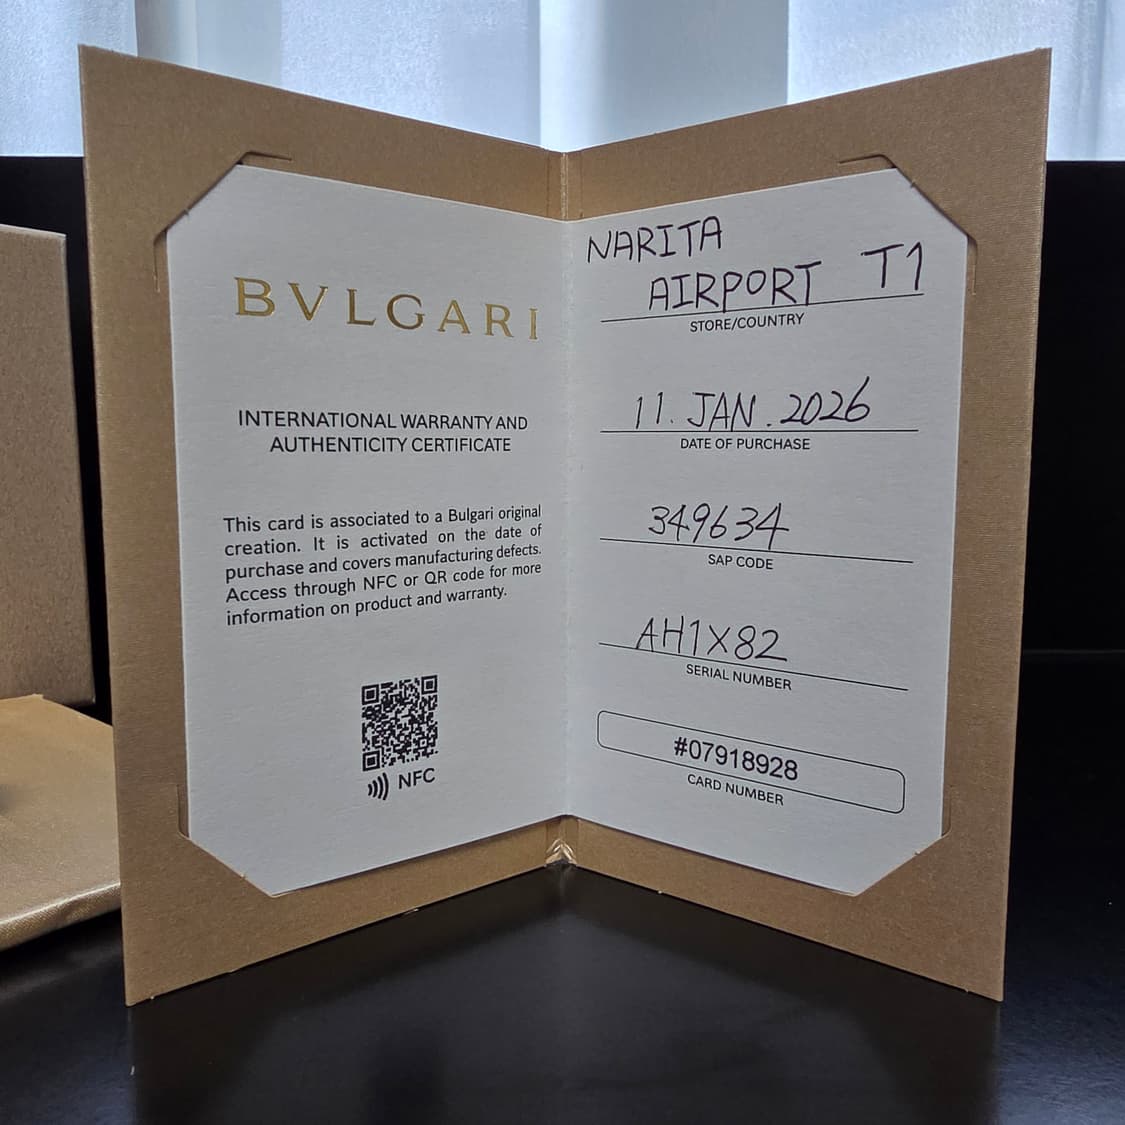 BVLGARI
INTERNATIONAL WARRANTY AND
AUTHENTICITY CERTIFICATE
This card is associated to a Bulgari original
creation. It is activated on the date of
purchase and covers manufacturing defects.
Access through NFC or QR code for more
information on product and warranty.
NFC
NARITA
AIRPORT T1
STORE/COUNTRY
11. JAN. 2026
DATE OF PURCHASE
349634
SAP CODE
AH1X82
SERIAL NUMBER
#07918928
CARD NUMBER